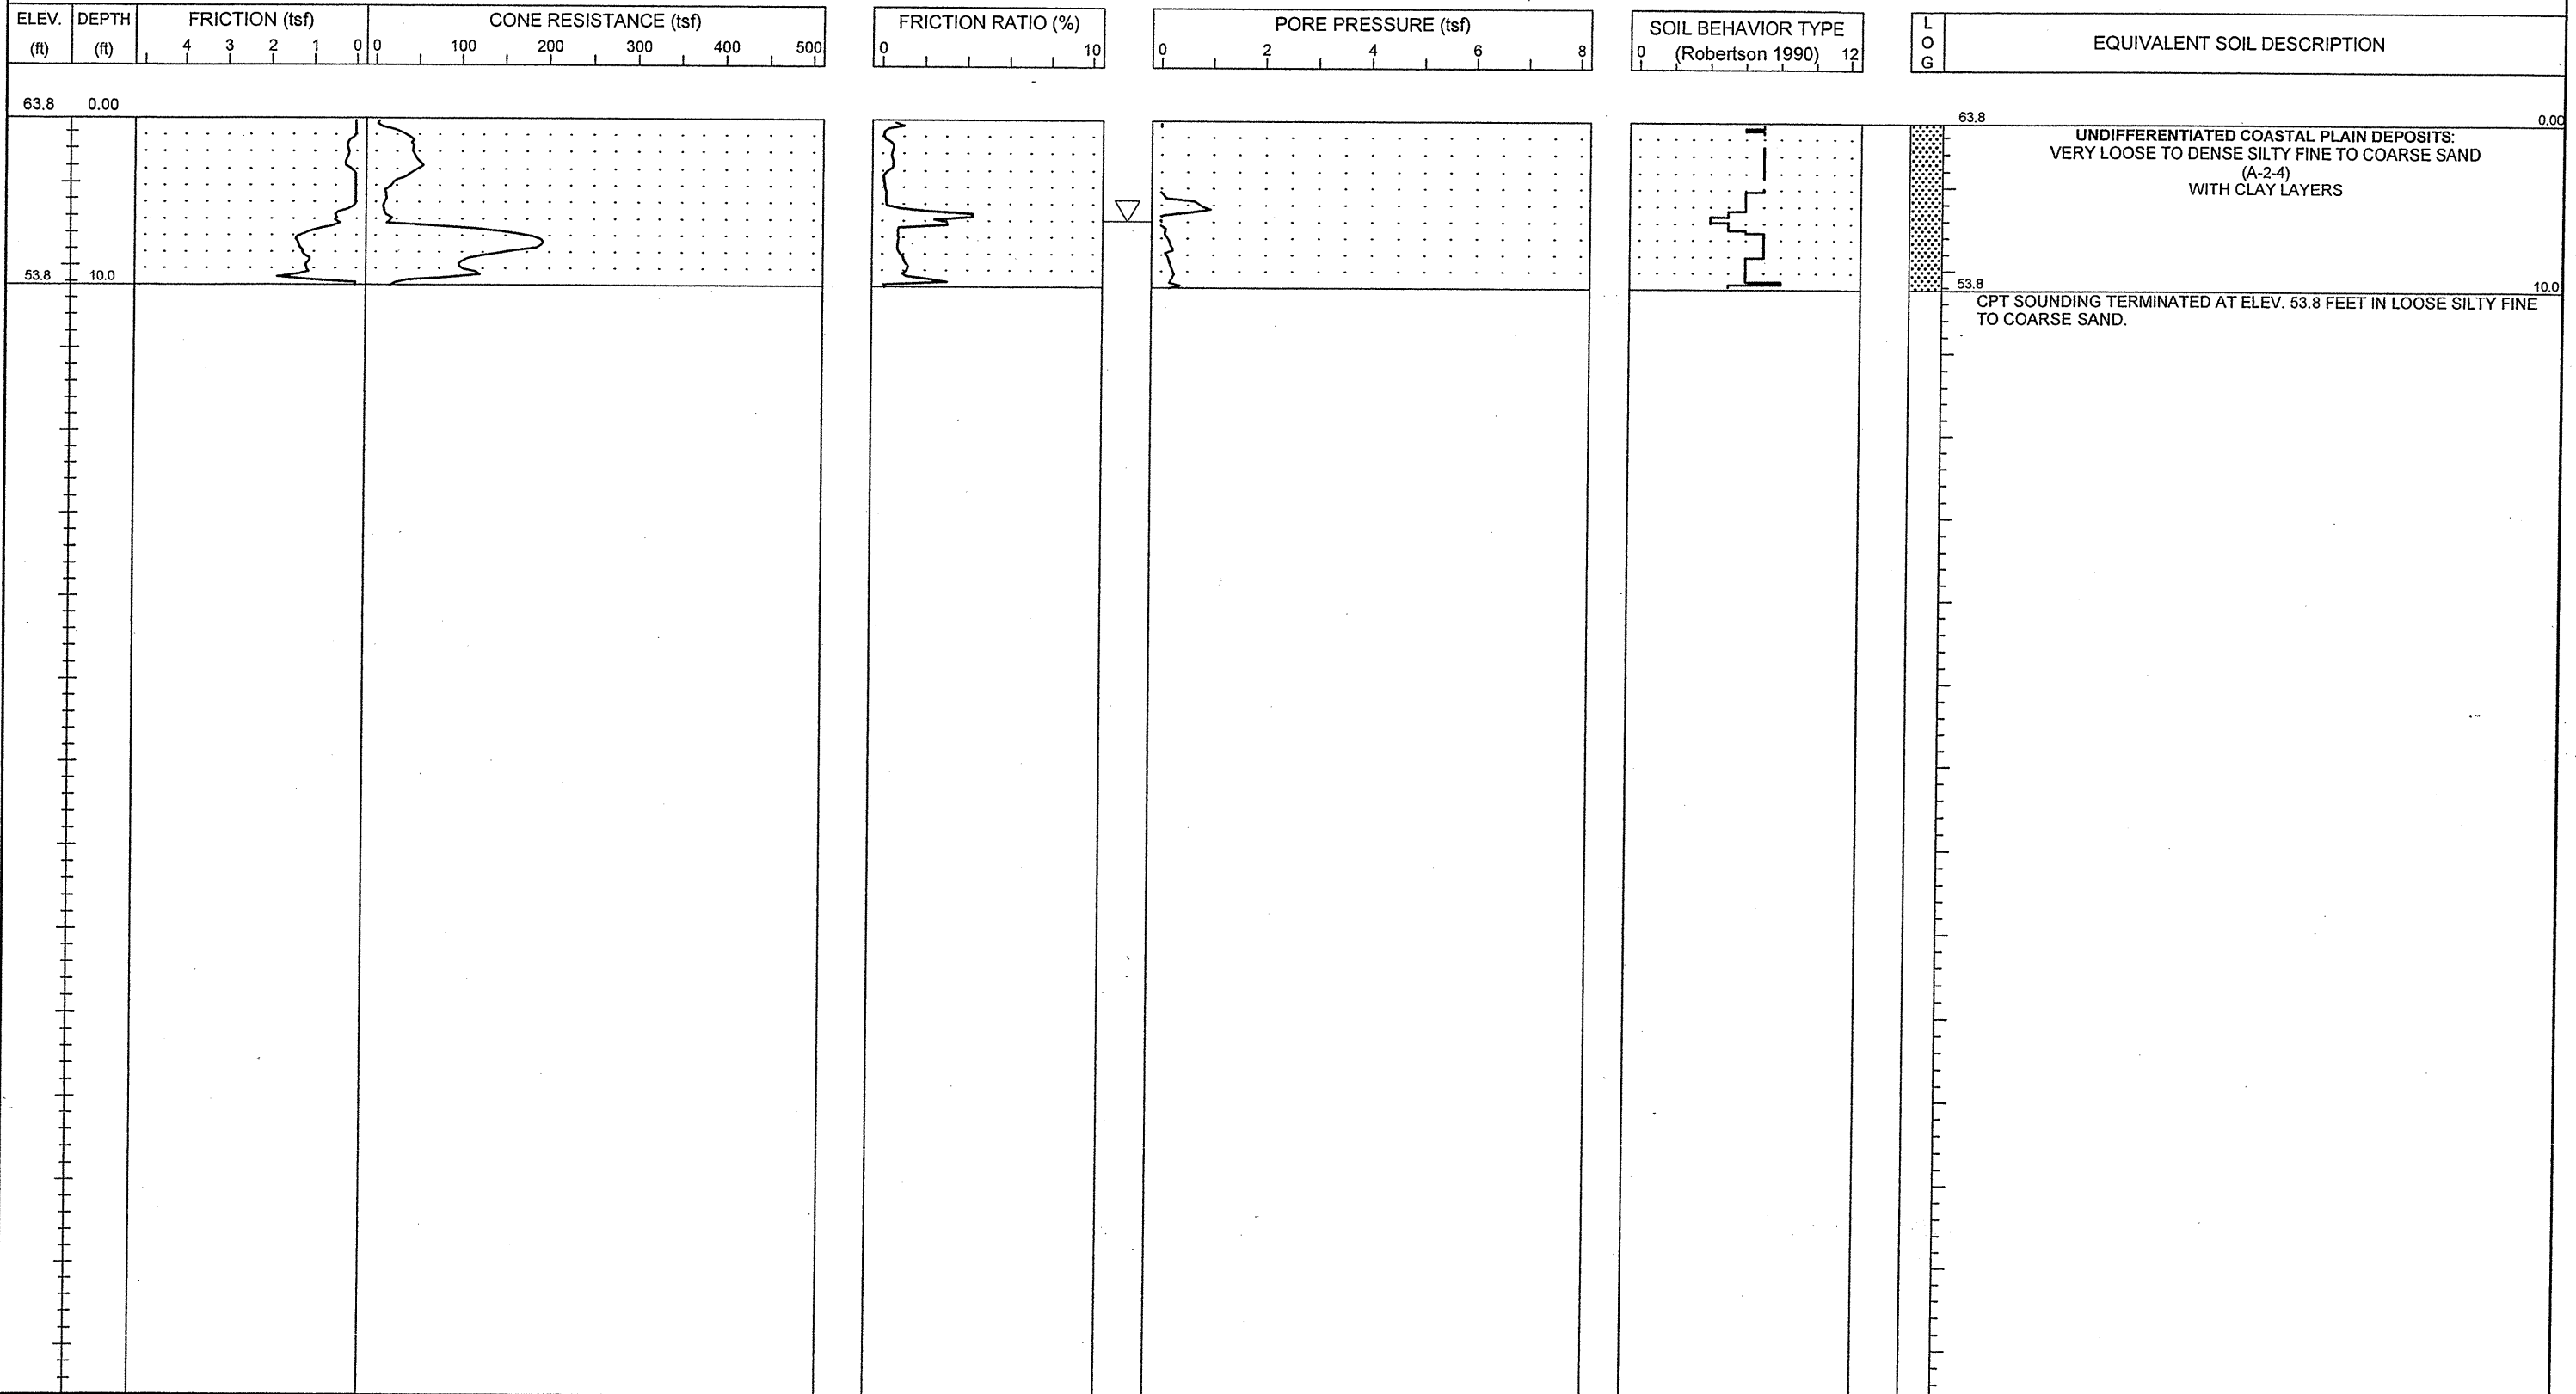 ELEV.
(ft)
DEPTH
(ft)
FRICTION (tsf)
4 3 2 1 0
CONE RESISTANCE (tsf)
0 100 200 300 400 500
FRICTION RATIO (%)
0 10
PORE PRESSURE (tsf)
0 2 4 6 8
SOIL BEHAVIOR TYPE
(Robertson 1990)
0 12
L
O
G
EQUIVALENT SOIL DESCRIPTION
63.8 0.00
63.8 0.00
UNDIFFERENTIATED COASTAL PLAIN DEPOSITS:
VERY LOOSE TO DENSE SILTY FINE TO COARSE SAND
(A-2-4)
WITH CLAY LAYERS
53.8 10.0
53.8 10.0
CPT SOUNDING TERMINATED AT ELEV. 53.8 FEET IN LOOSE SILTY FINE
TO COARSE SAND.